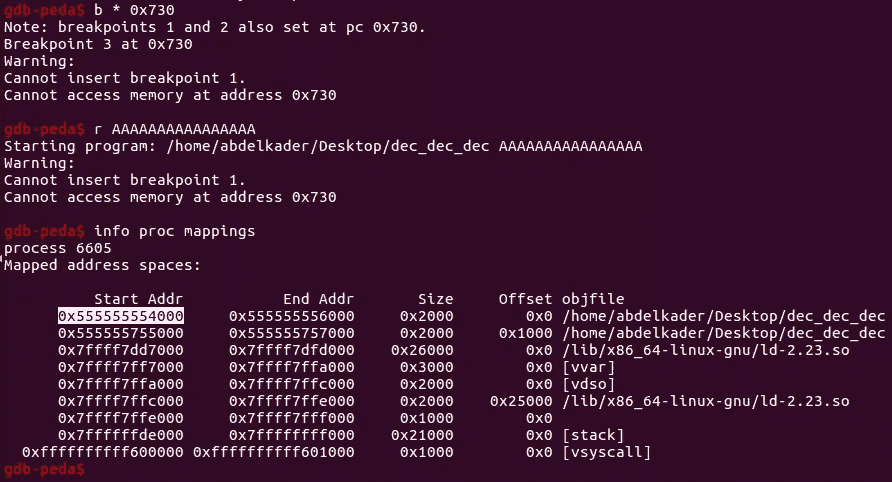 gdb-peda$ b * 0x730
Note: breakpoints 1 and 2 also set at pc 0x730.
Breakpoint 3 at 0x730
Warning:
Cannot insert breakpoint 1.
Cannot access memory at address 0x730
gdb-peda$ r AAAAAAAAAAAAAAAA
Starting program: /home/abdelkader/Desktop/dec_dec_dec AAAAAAAAAAAAAAAA
Warning:
Cannot insert breakpoint 1.
Cannot access memory at address 0x730
gdb-peda$ info proc mappings
process 6605
Mapped address spaces:
Start Addr End Addr Size Offset objfile
0x555555554000 0x555555556000 0x2000 0x0 /home/abdelkader/Desktop/dec_dec_dec
0x555555755000 0x555555757000 0x2000 0x1000 /home/abdelkader/Desktop/dec_dec_dec
0x7ffff7dd7000 0x7ffff7dfd000 0x26000 0x0 /lib/x86_64-linux-gnu/ld-2.23.so
0x7ffff7ff7000 0x7ffff7ffa000 0x3000 0x0 [vvar]
0x7ffff7ffa000 0x7ffff7ffc000 0x2000 0x0 [vdso]
0x7ffff7ffc000 0x7ffff7ffe000 0x2000 0x25000 /lib/x86_64-linux-gnu/ld-2.23.so
0x7ffff7ffe000 0x7ffff7fff000 0x1000 0x0
0x7ffffffde000 0x7ffffffff000 0x21000 0x0 [stack]
0xffffffffff600000 0xffffffffff601000 0x1000 0x0 [vsyscall]
gdb-peda$